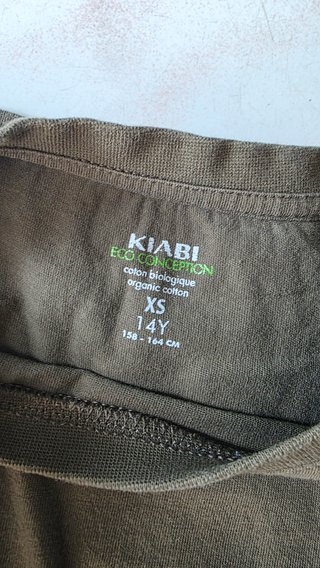 KIABI
ECO-CONCEPTION
coton biologique
organic cotton
XS
14Y
158 - 164 CM